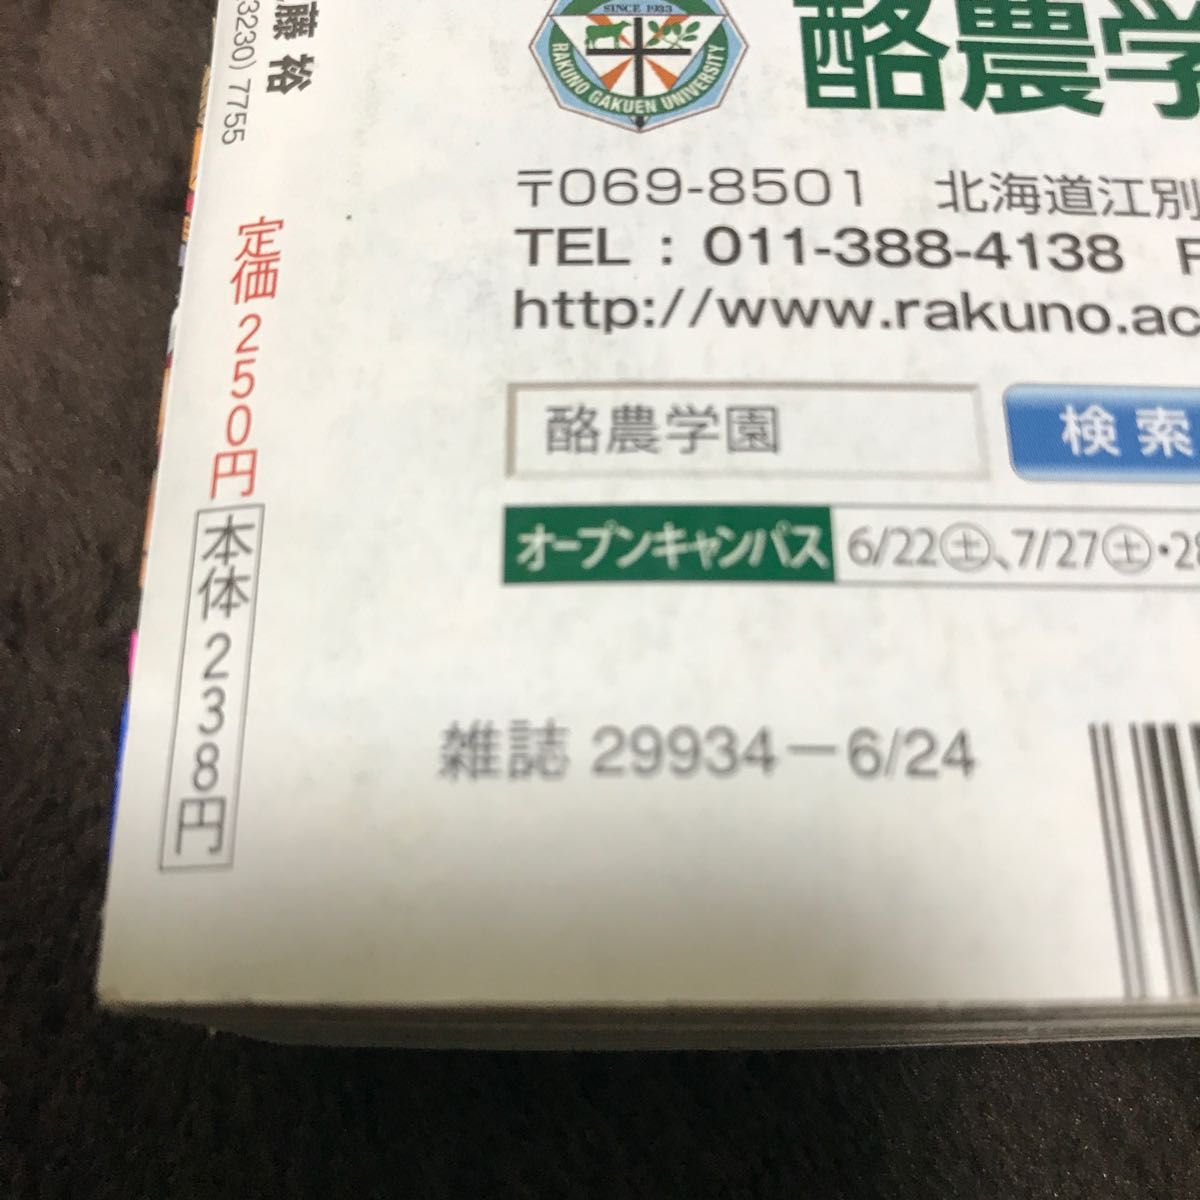 藤 裕
3230) 7755
定価250円
本体238円
SINCE 1933
RAKUNO GAKUEN UNIVERSITY
酪農学
〒069-8501 北海道江別
TEL : 011-388-4138 F
http://www.rakuno.ac
酪農学園
検索
オープンキャンパス 6/22㊏、7/27㊏・28
雑誌 29934-6/24